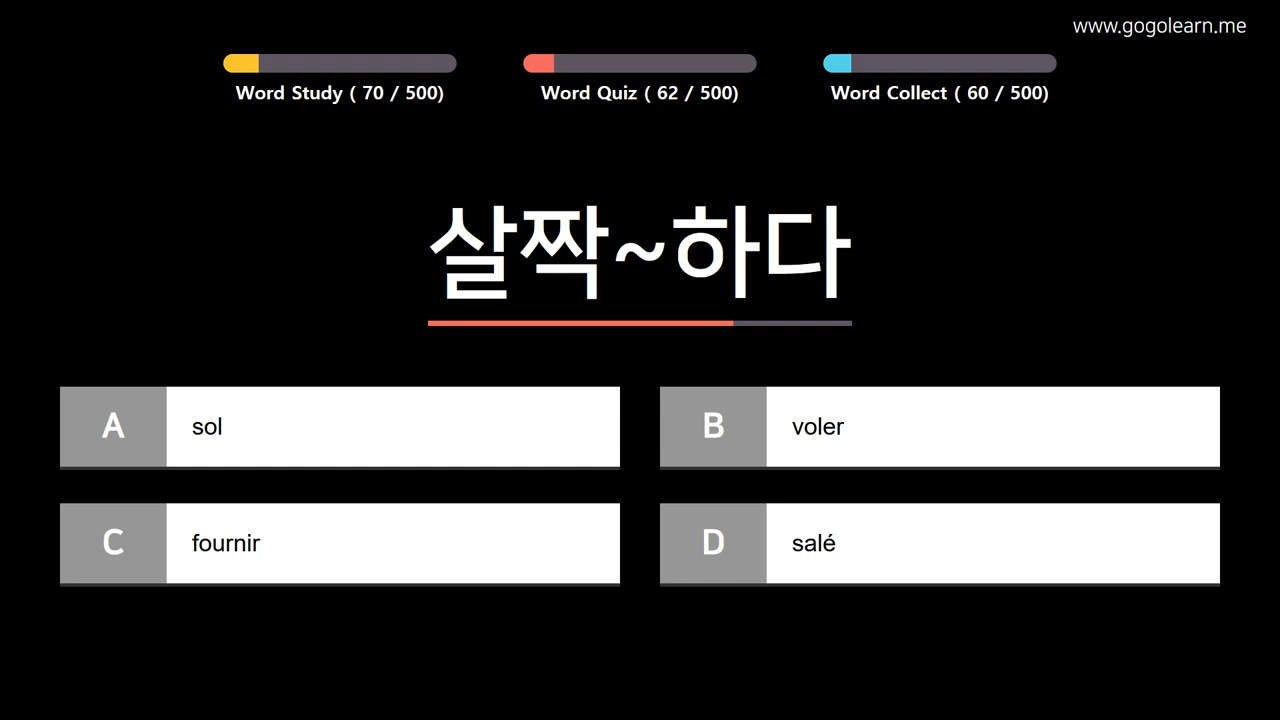 www.gogolearn.me
Word Study ( 70 / 500)
Word Quiz ( 62 / 500)
Word Collect ( 60 / 500)
살짝~하다
A sol
B voler
C fournir
D salé